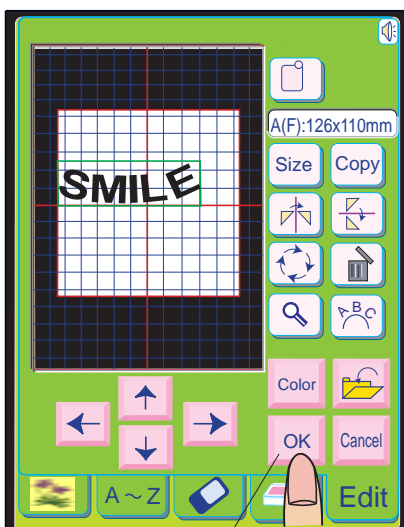 A(F):126x110mm
SMILE
Size Copy
A B C
Color
OK Cancel
A～Z Edit